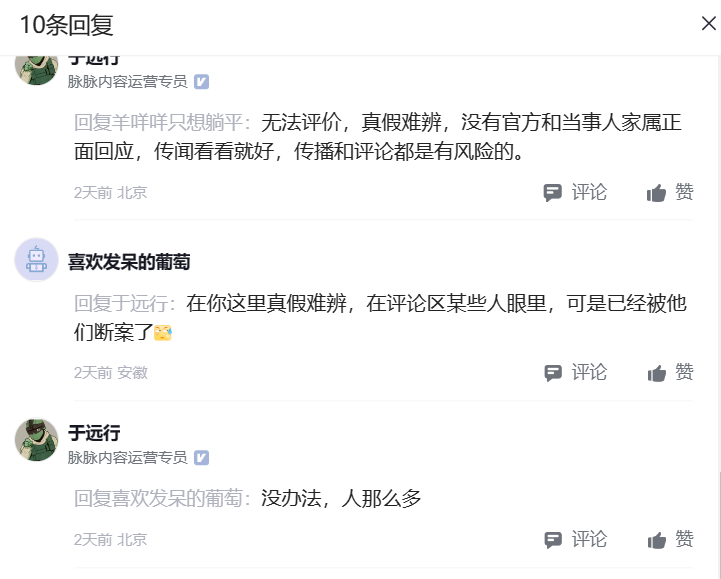 10条回复
于远行
脉脉内容运营专员
回复羊咩咩只想躺平：无法评价，真假难辨，没有官方和当事人家属正
面回应，传闻看看就好，传播和评论都是有风险的。
2天前 北京
评论
赞
喜欢发呆的葡萄
回复于远行：在你这里真假难辨，在评论区某些人眼里，可是已经被他
们断案了
2天前 安徽
评论
赞
于远行
脉脉内容运营专员
回复喜欢发呆的葡萄：没办法，人那么多
2天前 北京
评论
赞